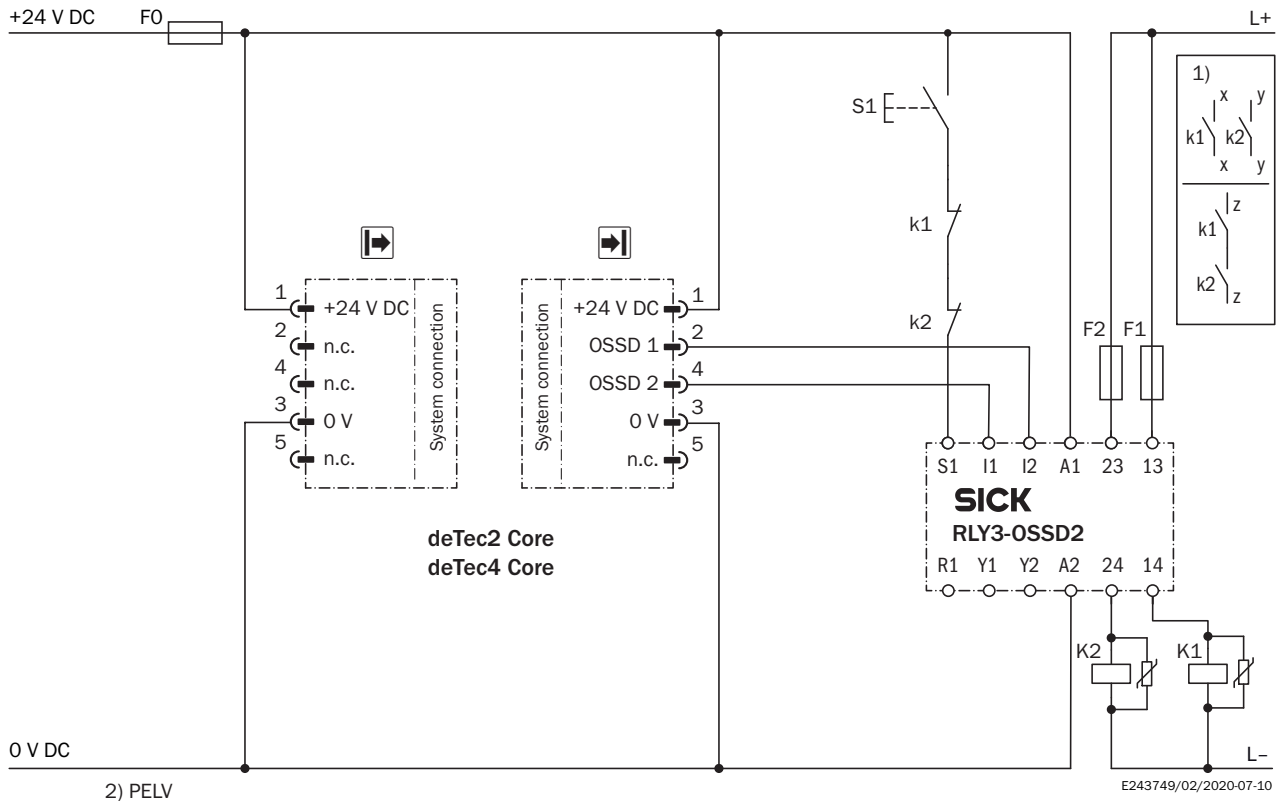 +24 V DC
F0
L+
1)
x
y
k1
k2
x
y
z
k1
k2
z
S1
k1
k2
F2
F1
1
+24 V DC
2
n.c.
4
n.c.
3
0 V
5
n.c.
System connection
System connection
+24 V DC
1
OSSD 1
2
OSSD 2
4
0 V
3
n.c.
5
deTec2 Core
deTec4 Core
S1 I1 I2 A1 23 13
SICK
RLY3-OSSD2
R1 Y1 Y2 A2 24 14
K2
K1
0 V DC
L–
2) PELV
E243749/02/2020-07-10